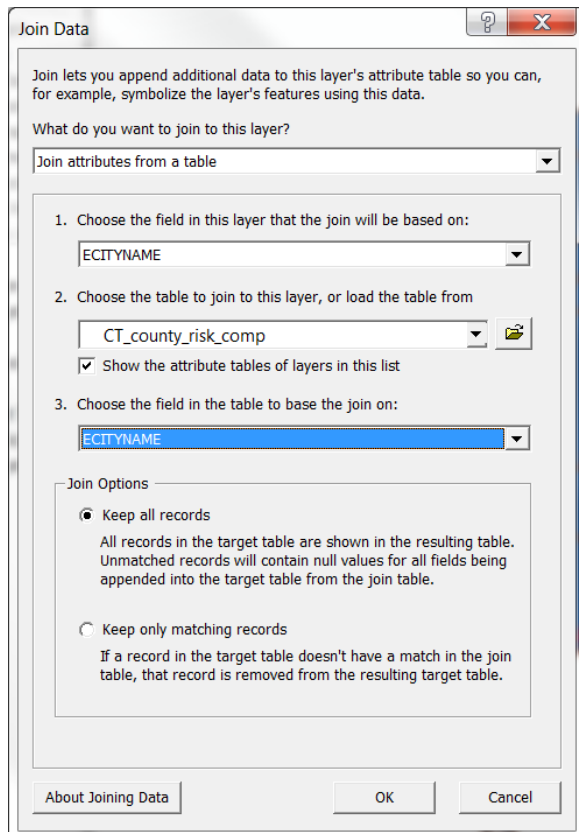 Join Data
Join lets you append additional data to this layer's attribute table so you can,
for example, symbolize the layer's features using this data.
What do you want to join to this layer?
Join attributes from a table
1. Choose the field in this layer that the join will be based on:
ECITYNAME
2. Choose the table to join to this layer, or load the table from
CT_county_risk_comp
Show the attribute tables of layers in this list
3. Choose the field in the table to base the join on:
ECITYNAME
Join Options
Keep all records
All records in the target table are shown in the resulting table.
Unmatched records will contain null values for all fields being
appended into the target table from the join table.
Keep only matching records
If a record in the target table doesn't have a match in the join
table, that record is removed from the resulting target table.
About Joining Data OK Cancel